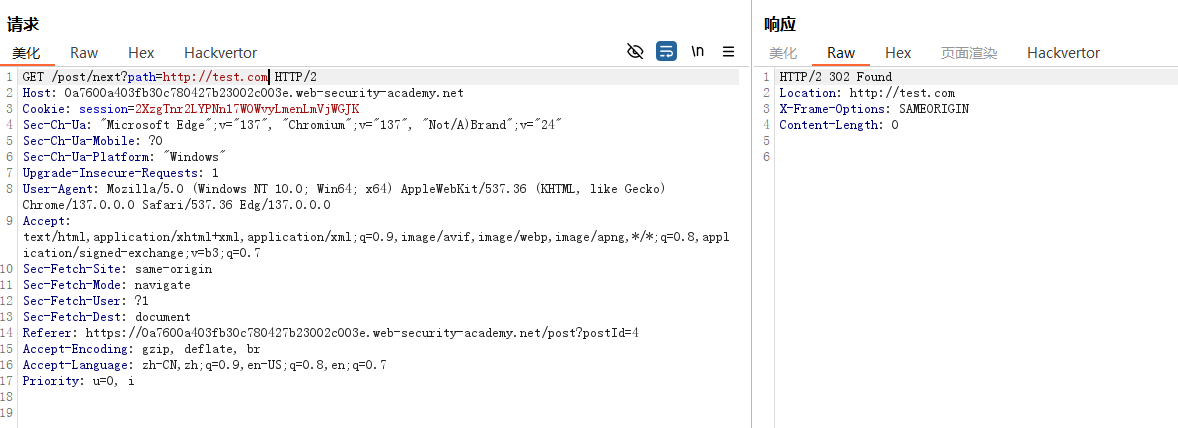 请求
美化 Raw Hex Hackvertor
\n
1 GET /post/next?path=http://test.com HTTP/2
2 Host: 0a7600a403fb30c780427b23002c003e.web-security-academy.net
3 Cookie: session=2XzgTnr2LYPNn17W0WvyLmenLmVjWGJK
4 Sec-Ch-Ua: "Microsoft Edge";v="137", "Chromium";v="137", "Not/A)Brand";v="24"
5 Sec-Ch-Ua-Mobile: ?0
6 Sec-Ch-Ua-Platform: "Windows"
7 Upgrade-Insecure-Requests: 1
8 User-Agent: Mozilla/5.0 (Windows NT 10.0; Win64; x64) AppleWebKit/537.36 (KHTML, like Gecko)
Chrome/137.0.0.0 Safari/537.36 Edg/137.0.0.0
9 Accept:
text/html,application/xhtml+xml,application/xml;q=0.9,image/avif,image/webp,image/apng,*/*;q=0.8,appl
ication/signed-exchange;v=b3;q=0.7
10 Sec-Fetch-Site: same-origin
11 Sec-Fetch-Mode: navigate
12 Sec-Fetch-User: ?1
13 Sec-Fetch-Dest: document
14 Referer: https://0a7600a403fb30c780427b23002c003e.web-security-academy.net/post?postId=4
15 Accept-Encoding: gzip, deflate, br
16 Accept-Language: zh-CN,zh;q=0.9,en-US;q=0.8,en;q=0.7
17 Priority: u=0, i
18
19
响应
美化 Raw Hex 页面渲染 Hackvertor
1 HTTP/2 302 Found
2 Location: http://test.com
3 X-Frame-Options: SAMEORIGIN
4 Content-Length: 0
5
6